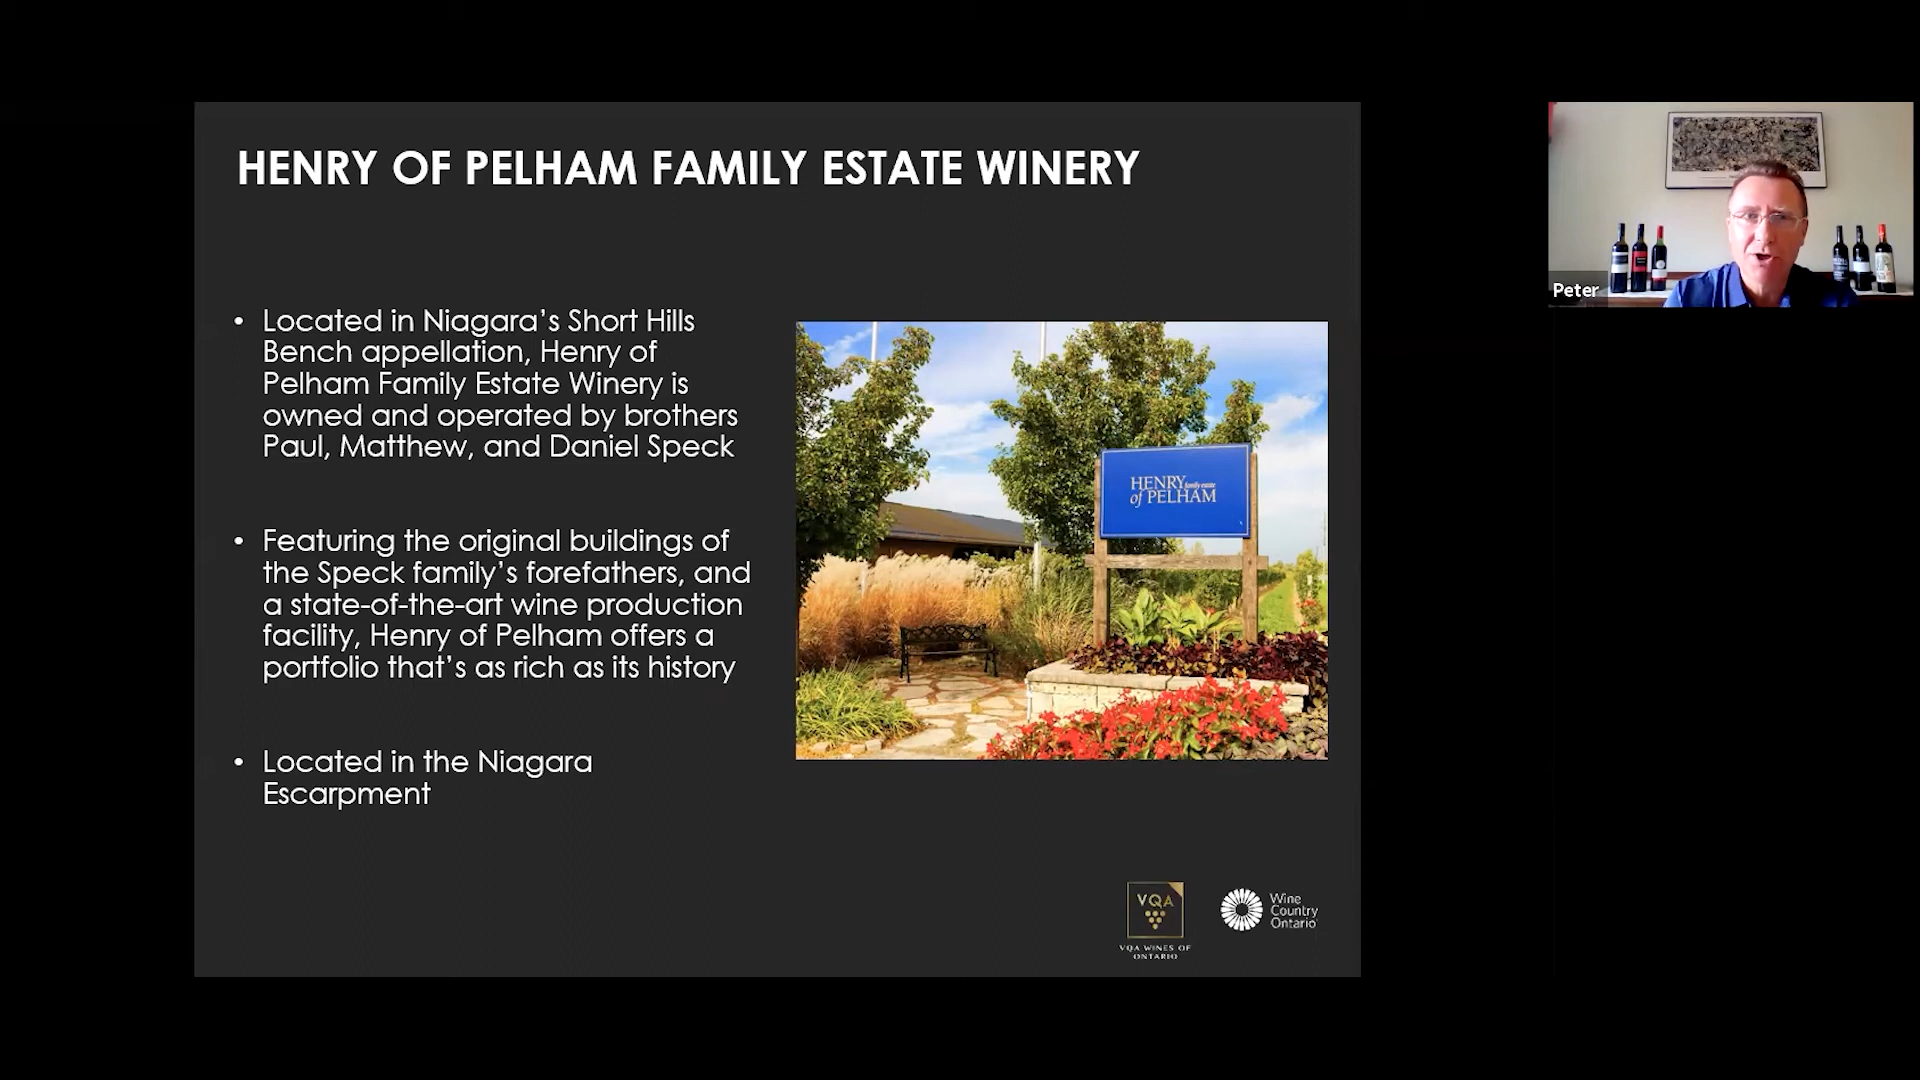 HENRY OF PELHAM FAMILY ESTATE WINERY
• Located in Niagara’s Short Hills
Bench appellation, Henry of
Pelham Family Estate Winery is
owned and operated by brothers
Paul, Matthew, and Daniel Speck
• Featuring the original buildings of
the Speck family’s forefathers, and
a state-of-the-art wine production
facility, Henry of Pelham offers a
portfolio that’s as rich as its history
• Located in the Niagara
Escarpment
HENRY family estate
of PELHAM
VQA
VQA WINES OF
ONTARIO
Wine
Country
Ontario
Peter